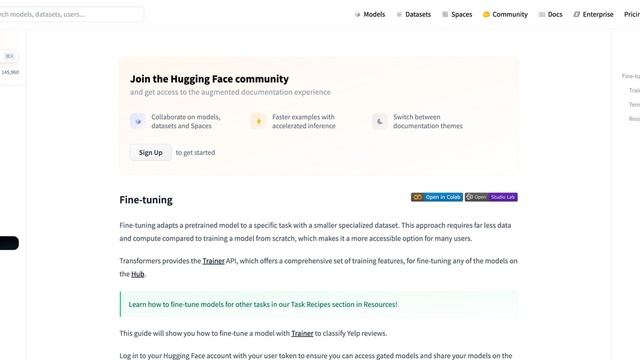 rch models, datasets, users...
Models
Datasets
Spaces
Community
Docs
Enterprise
Pricin
⌘K
145,960
Join the Hugging Face community
and get access to the augmented documentation experience
Collaborate on models,
datasets and Spaces
Faster examples with
accelerated inference
Switch between
documentation themes
Sign Up to get started
Fine-tu
Trai
Tens
Reso
Fine-tuning
Open in Colab
Open Studio Lab
Fine-tuning adapts a pretrained model to a specific task with a smaller specialized dataset. This approach requires far less data
and compute compared to training a model from scratch, which makes it a more accessible option for many users.
Transformers provides the Trainer API, which offers a comprehensive set of training features, for fine-tuning any of the models on
the Hub.
Learn how to fine-tune models for other tasks in our Task Recipes section in Resources!
This guide will show you how to fine-tune a model with Trainer to classify Yelp reviews.
Log in to your Hugging Face account with your user token to ensure you can access gated models and share your models on the